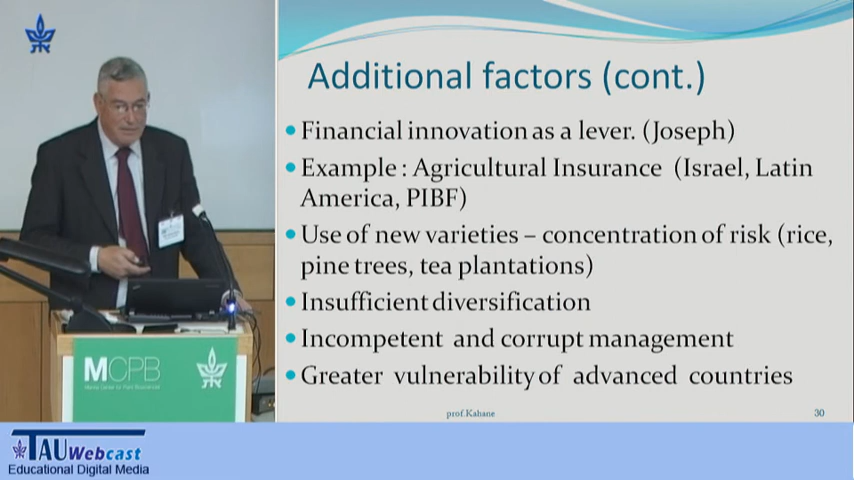 Additional factors (cont.)
• Financial innovation as a lever. (Joseph)
• Example : Agricultural Insurance (Israel, Latin
America, PIBF)
• Use of new varieties – concentration of risk (rice,
pine trees, tea plantations)
• Insufficient diversification
• Incompetent and corrupt management
• Greater vulnerability of advanced countries
prof.Kahane
30
MCPB
TAU Webcast
Educational Digital Media